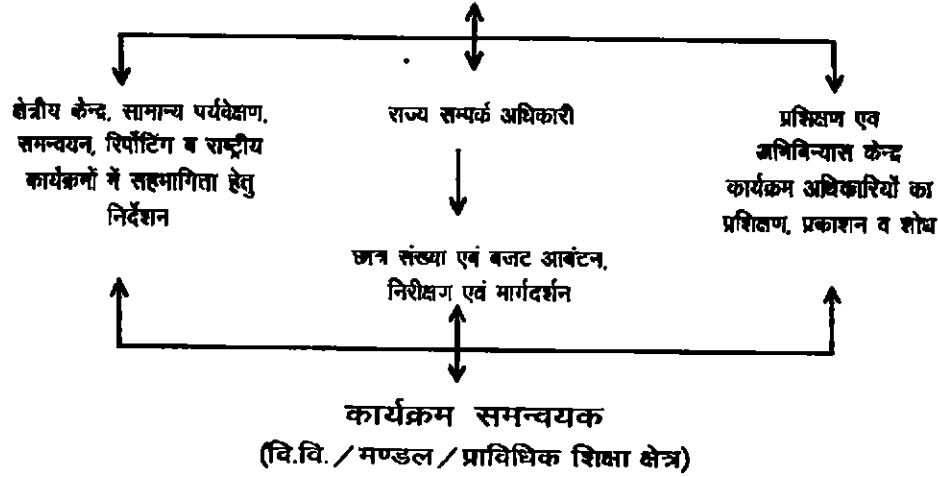 क्षेत्रीय केन्द्र, सामान्य पर्यवेक्षण,
समन्वयन, रिर्पोटिंग ब राष्ट्रीय
कार्यक्रमों में सहभागिता हेतु
निर्देशन
राज्य सम्पर्क अधिकारी
छात्र संख्या एवं बजट आबंटन,
निरीक्षण एवं मार्गदर्शन
प्रशिक्षण एव
अभिविन्यास केन्द्र
कार्यक्रम अधिकारियों का
प्रशिक्षण, प्रकाशन व शोध
कार्यक्रम समन्वयक
(वि.वि. / मण्डल / प्राविधिक शिक्षा क्षेत्र)